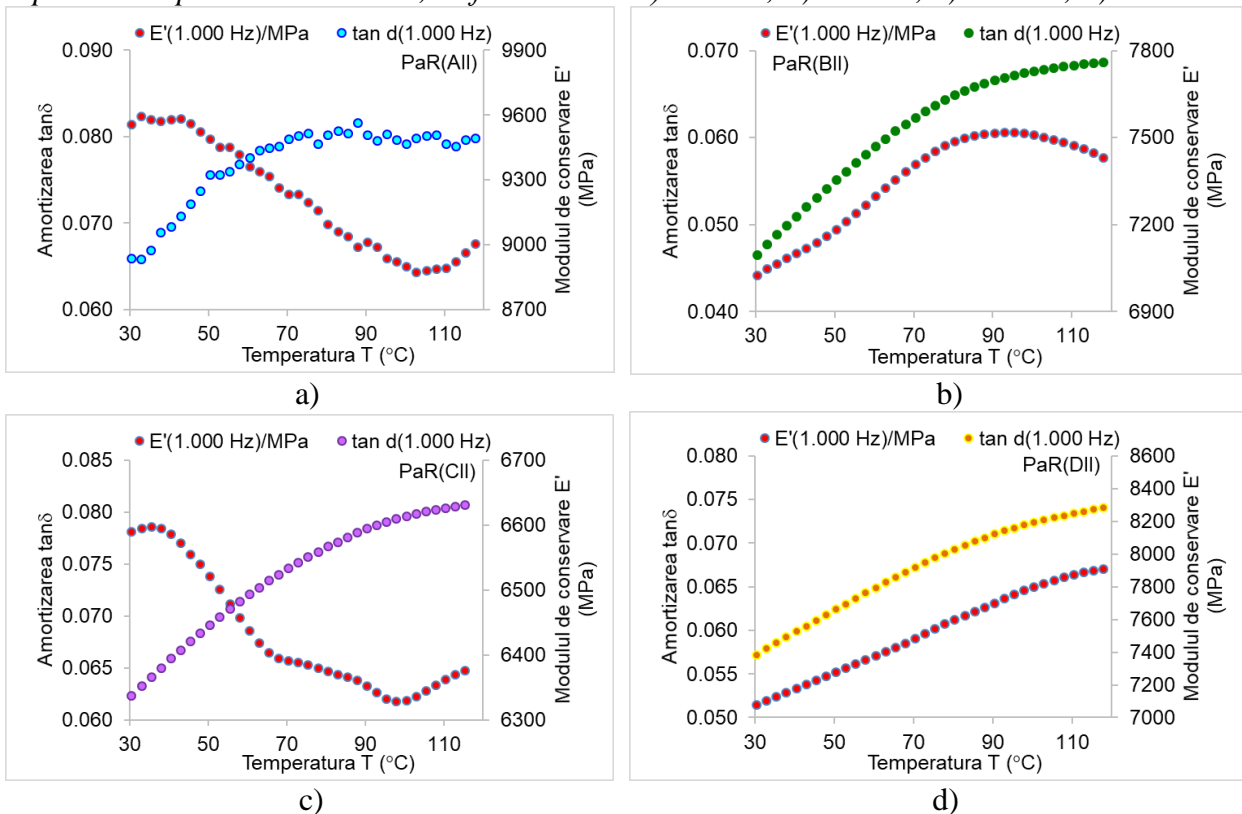 E'(1.000 Hz)/MPa tan d(1.000 Hz)
PaR(AII)
Amortizarea tanδ
0.090
0.080
0.070
0.060
9900
9600
9300
9000
8700
Modulul de conservare E'
(MPa)
30 50 70 90 110
Temperatura T (°C)
a)
E'(1.000 Hz)/MPa tan d(1.000 Hz)
PaR(BII)
Amortizarea tanδ
0.070
0.060
0.050
0.040
7800
7500
7200
6900
Modulul de conservare E'
(MPa)
30 50 70 90 110
Temperatura T (°C)
b)
E'(1.000 Hz)/MPa tan d(1.000 Hz)
PaR(CII)
Amortizarea tanδ
0.085
0.080
0.075
0.070
0.065
0.060
6700
6600
6500
6400
6300
Modulul de conservare E'
(MPa)
30 50 70 90 110
Temperatura T (°C)
c)
E'(1.000 Hz)/MPa tan d(1.000 Hz)
PaR(DII)
Amortizarea tanδ
0.080
0.075
0.070
0.065
0.060
0.055
0.050
8600
8400
8200
8000
7800
7600
7400
7200
7000
Modulul de conservare E'
(MPa)
30 50 70 90 110
Temperatura T (°C)
d)